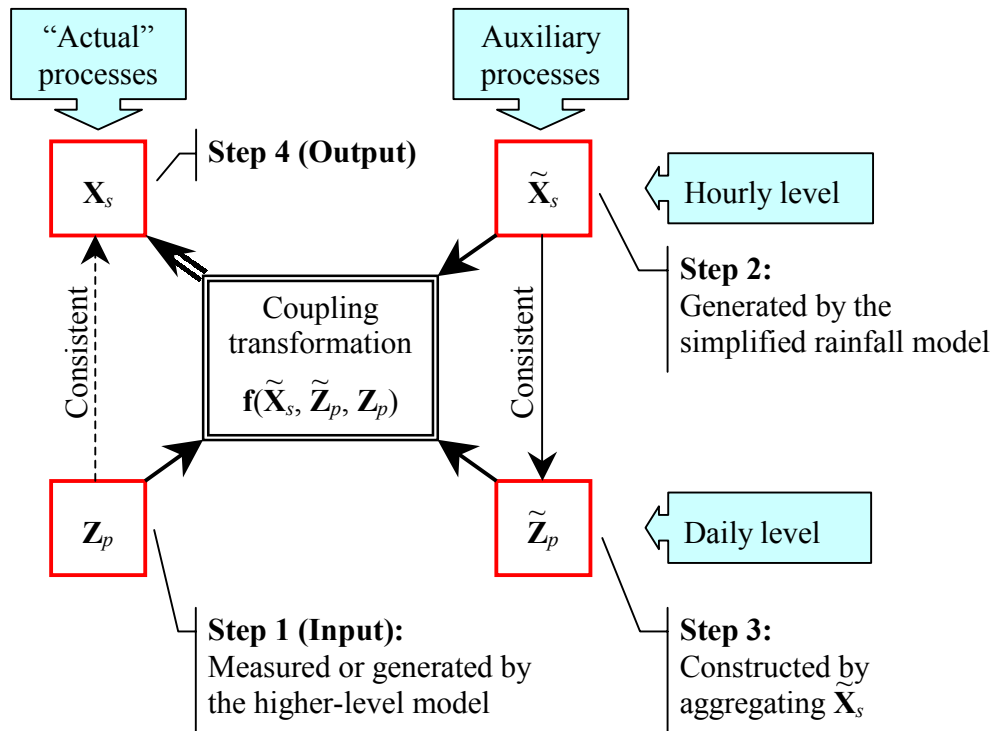 “Actual”
processes
Auxiliary
processes
Step 4 (Output)
Xₛ
X̃ₛ
Hourly level
Consistent
Coupling
transformation
f(X̃ₛ, Z̃ₚ, Zₚ)
Consistent
Step 2:
Generated by the
simplified rainfall model
Zₚ
Z̃ₚ
Daily level
Step 1 (Input):
Measured or generated by
the higher-level model
Step 3:
Constructed by
aggregating X̃ₛ